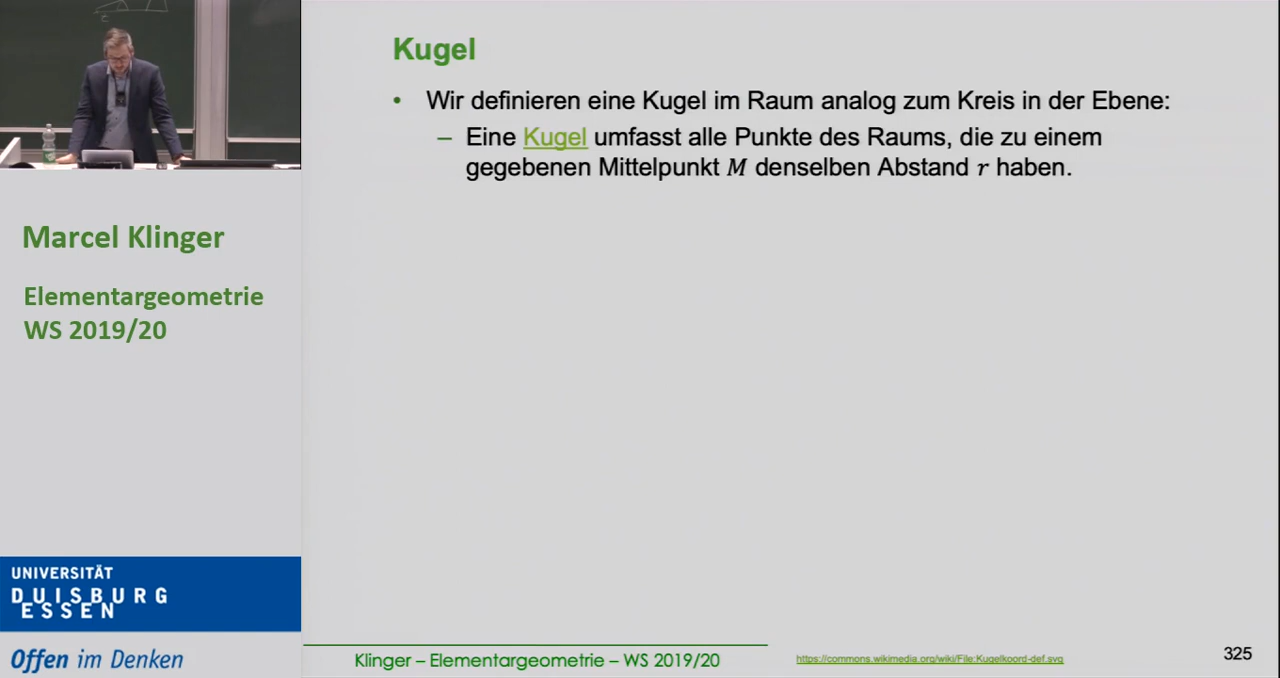 Kugel
• Wir definieren eine Kugel im Raum analog zum Kreis in der Ebene:
– Eine Kugel umfasst alle Punkte des Raums, die zu einem
gegebenen Mittelpunkt M denselben Abstand r haben.
Marcel Klinger
Elementargeometrie
WS 2019/20
UNIVERSITÄT
DUISBURG
ESSEN
Offen im Denken
Klinger – Elementargeometrie – WS 2019/20
https://commons.wikimedia.org/wiki/File:Kugelkoord-def.svg
325